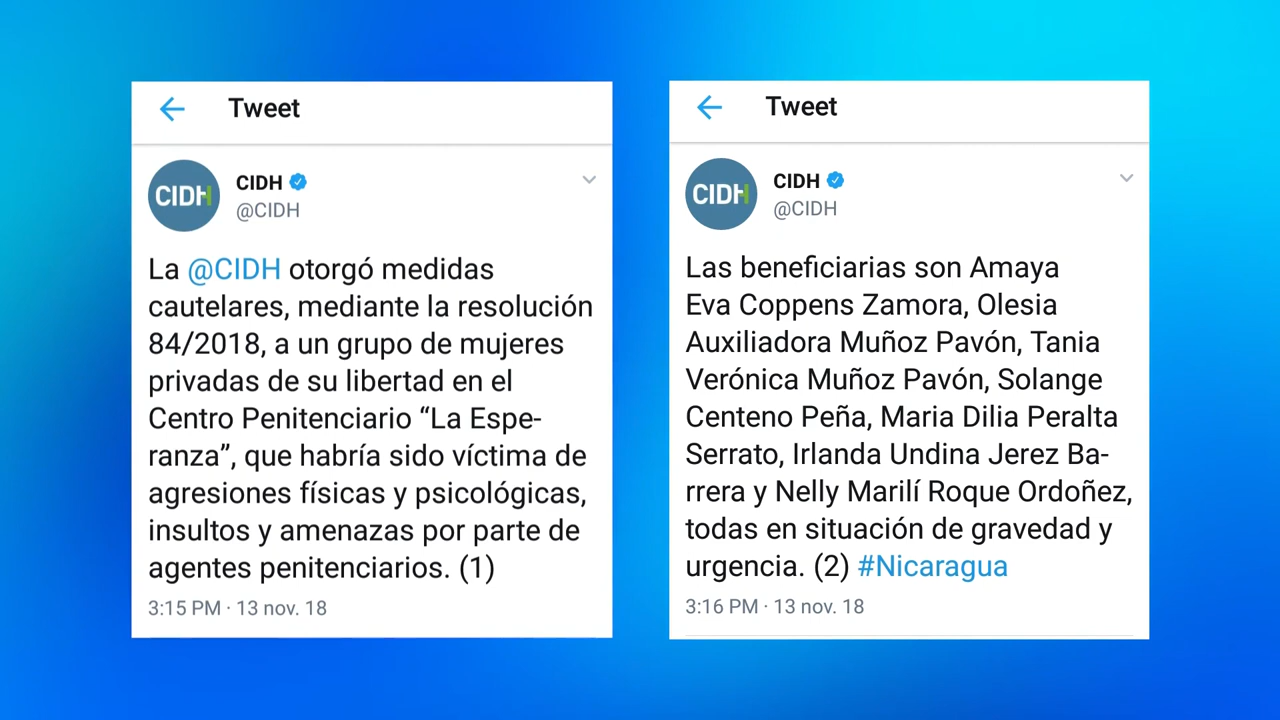 Tweet
CIDH
CIDH
@CIDH
La @CIDH otorgó medidas
cautelares, mediante la resolución
84/2018, a un grupo de mujeres
privadas de su libertad en el
Centro Penitenciario “La Espe-
ranza”, que habría sido víctima de
agresiones físicas y psicológicas,
insultos y amenazas por parte de
agentes penitenciarios. (1)
3:15 PM · 13 nov. 18
Tweet
CIDH
CIDH
@CIDH
Las beneficiarias son Amaya
Eva Coppens Zamora, Olesia
Auxiliadora Muñoz Pavón, Tania
Verónica Muñoz Pavón, Solange
Centeno Peña, Maria Dilia Peralta
Serrato, Irlanda Undina Jerez Ba-
rrera y Nelly Marilí Roque Ordoñez,
todas en situación de gravedad y
urgencia. (2) #Nicaragua
3:16 PM · 13 nov. 18